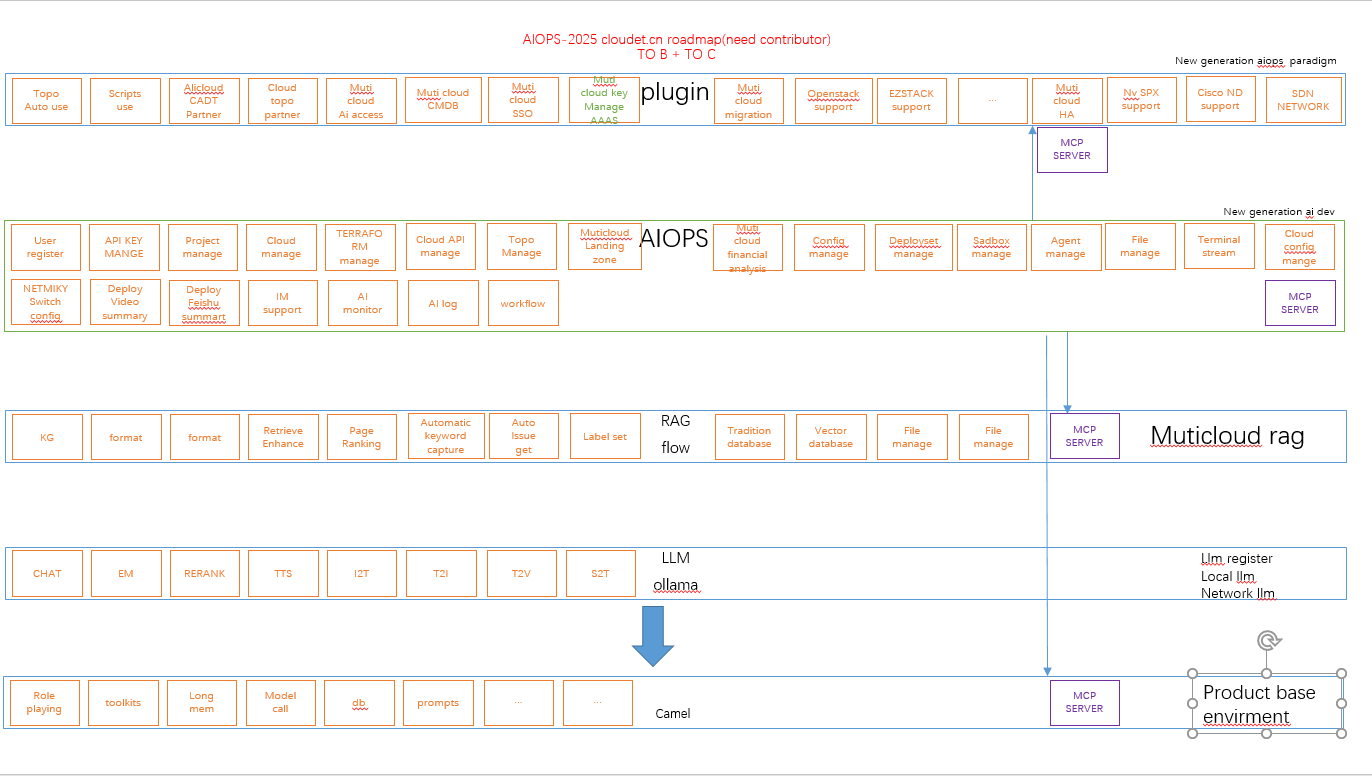 AIOPS-2025 cloudet.cn roadmap(need contributor)
TO B + TO C
New generation aiops paradigm
Topo
Auto use
Scripts
use
Alicloud
CADT
Partner
Cloud
topo
partner
Muti
cloud
Ai access
Muti cloud
CMDB
Muti
cloud
SSO
Muti
cloud key
Manage
AAAS
plugin
Muti
cloud
migration
Openstack
support
EZSTACK
support
...
Muti
cloud
HA
Nv SPX
support
Cisco ND
support
SDN
NETWORK
MCP
SERVER
New generation ai dev
User
register
API KEY
MANGE
Project
manage
Cloud
manage
TERRAFO
RM
manage
Cloud API
manage
Topo
Manage
Muticloud
Landing
zone
AIOPS
Muti
cloud
financial
analysis
Config
manage
Deployset
manage
Sadbox
manage
Agent
manage
File
manage
Terminal
stream
Cloud
config
mange
NETMIKY
Switch
config
Deploy
Video
summary
Deploy
Feishu
summart
IM
support
AI
monitor
AI log
workflow
MCP
SERVER
KG
format
format
Retrieve
Enhance
Page
Ranking
Automatic
keyword
capture
Auto
Issue
get
Label set
RAG
flow
Tradition
database
Vector
database
File
manage
File
manage
MCP
SERVER
Muticloud rag
CHAT
EM
RERANK
TTS
I2T
T2I
T2V
S2T
LLM
ollama
Llm register
Local llm
Network llm
Role
playing
toolkits
Long
mem
Model
call
db
prompts
...
...
Camel
MCP
SERVER
Product base
envirment